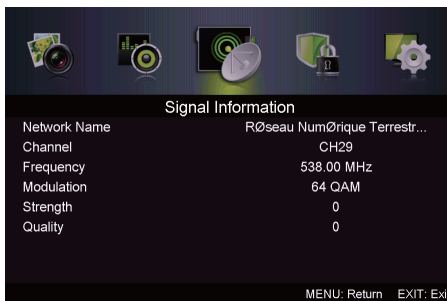 Signal Information
Network Name RØseau NumØrique Terrestr...
Channel CH29
Frequency 538.00 MHz
Modulation 64 QAM
Strength 0
Quality 0
MENU: Return EXIT: Exi